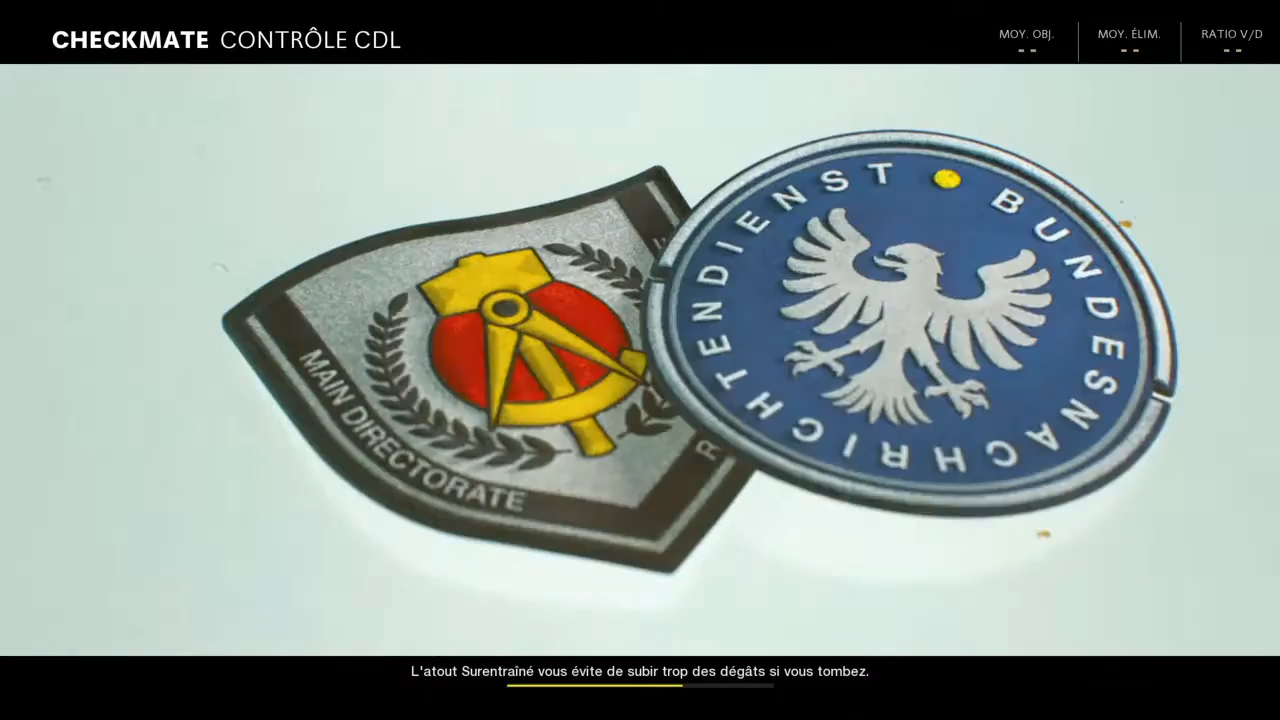 CHECKMATE CONTRÔLE CDL
MOY. OBJ.
- -
MOY. ÉLIM.
- -
RATIO V/D
- -
MAIN DIRECTORATE
R
BUNDESNACHRICHTENDIENST
L'atout Surentraîné vous évite de subir trop des dégâts si vous tombez.